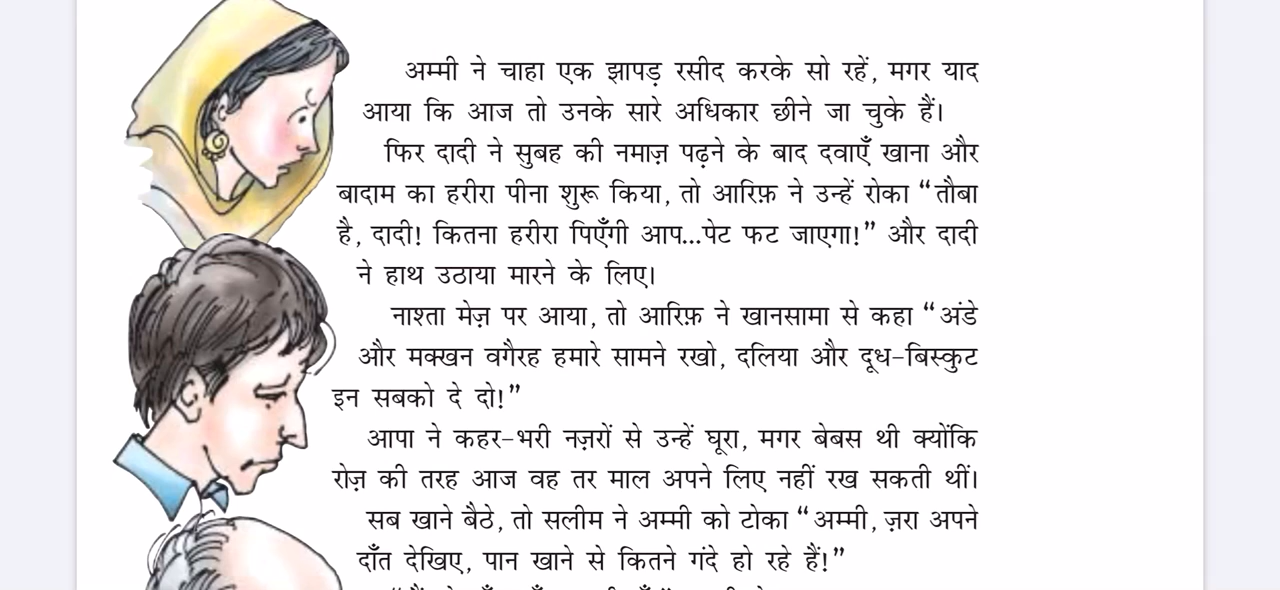 अम्मी ने चाहा एक झापड़ रसीद करके सो रहें, मगर याद
आया कि आज तो उनके सारे अधिकार छीने जा चुके हैं।
फिर दादी ने सुबह की नमाज़ पढ़ने के बाद दवाएँ खाना और
बादाम का हरीरा पीना शुरू किया, तो आरिफ़ ने उन्हें रोका “तौबा
है, दादी! कितना हरीरा पिएँगी आप...पेट फट जाएगा!” और दादी
ने हाथ उठाया मारने के लिए।
नाश्ता मेज़ पर आया, तो आरिफ़ ने खानसामा से कहा “अंडे
और मक्खन वगैरह हमारे सामने रखो, दलिया और दूध-बिस्कुट
इन सबको दे दो!”
आपा ने कहर-भरी नज़रों से उन्हें घूरा, मगर बेबस थी क्योंकि
रोज़ की तरह आज वह तर माल अपने लिए नहीं रख सकती थीं।
सब खाने बैठे, तो सलीम ने अम्मी को टोका “अम्मी, ज़रा अपने
दाँत देखिए, पान खाने से कितने गंदे हो रहे हैं!”